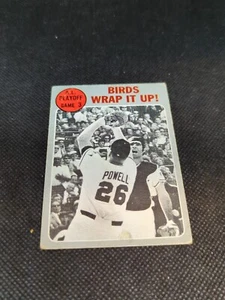 A.L.
PLAYOFF
GAME 3
BIRDS
WRAP IT UP!
POWELL
26